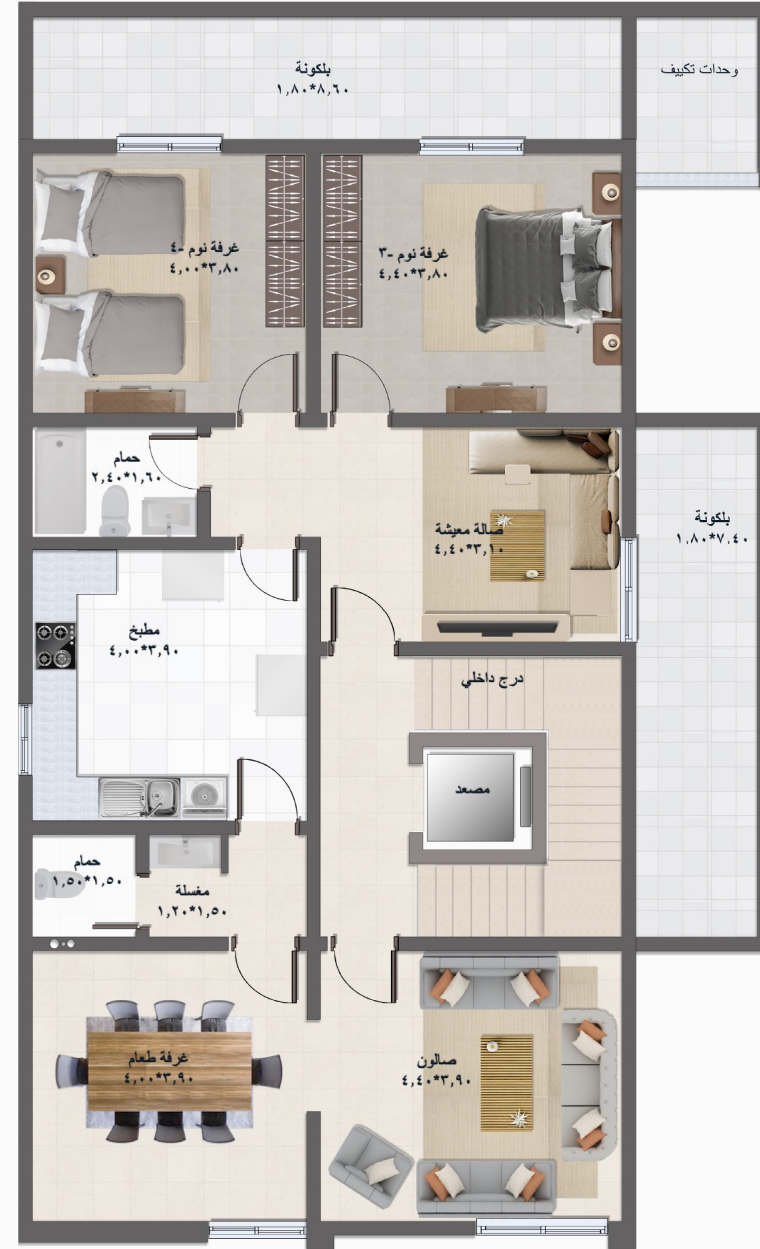 بلكونة
١,٨٠*٨,٦٠
وحدات تكييف
غرفة نوم -٣
٤,٤٠*٣,٨٠
غرفة نوم -٤
٤,٠٠*٣,٨٠
حمام
٢,٤٠*١,٦٠
صالة معيشة
٤,٤٠*٣,١٠
بلكونة
١,٨٠*٧,٤٠
مطبخ
٤,٠٠*٣,٩٠
درج داخلي
مصعد
حمام
١,٥٠*١,٥٠
مغسلة
١,٢٠*١,٥٠
غرفة طعام
٤,٠٠*٣,٩٠
صالون
٤,٤٠*٣,٩٠